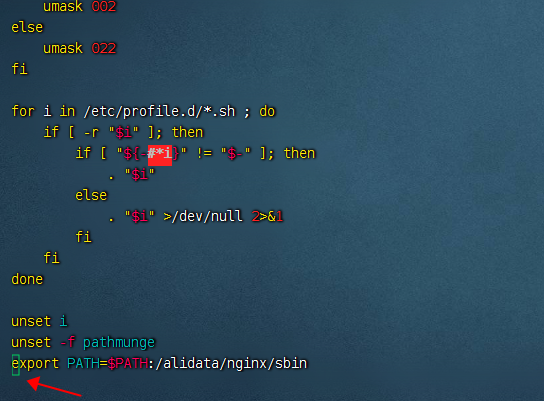 umask 002
else
umask 022
fi
for i in /etc/profile.d/*.sh ; do
if [ -r "$i" ]; then
if [ "${-#*i}" != "$-" ]; then
. "$i"
else
. "$i" >/dev/null 2>&1
fi
fi
done
unset i
unset -f pathmunge
export PATH=$PATH:/alidata/nginx/sbin